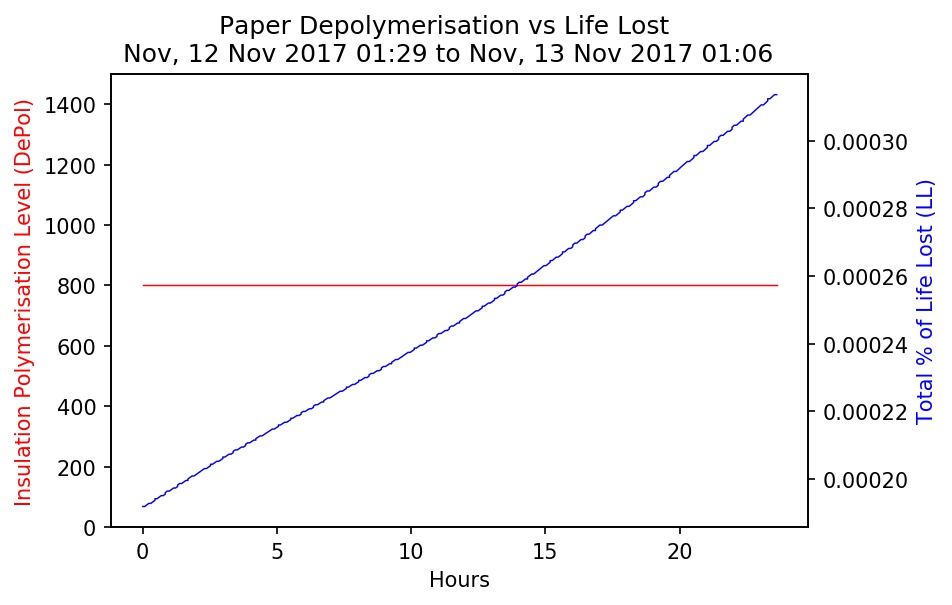 Paper Depolymerisation vs Life Lost
Nov, 12 Nov 2017 01:29 to Nov, 13 Nov 2017 01:06
Insulation Polymerisation Level (DePol)
1400
1200
1000
800
600
400
200
0
0.00030
0.00028
0.00026
0.00024
0.00022
0.00020
Total % of Life Lost (LL)
0 5 10 15 20
Hours